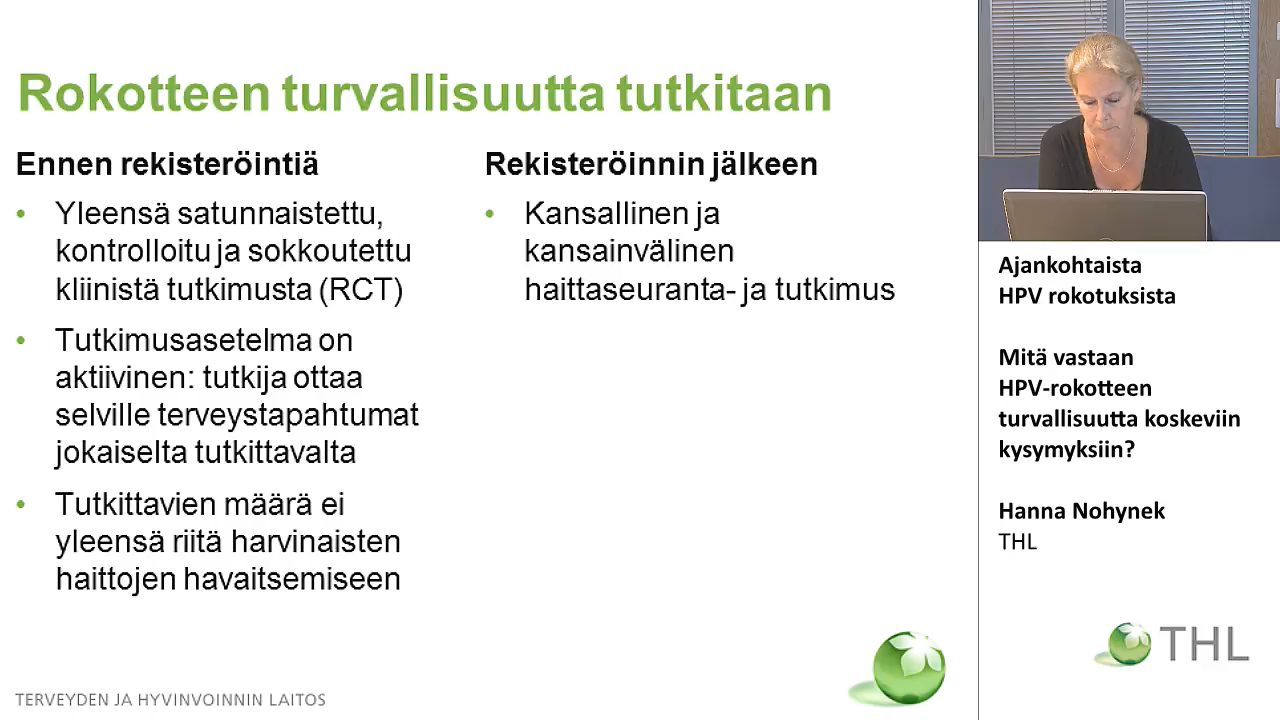 Rokotteen turvallisuutta tutkitaan
Ennen rekisteröintiä
• Yleensä satunnaistettu,
kontrolloitu ja sokkoutettu
kliinistä tutkimusta (RCT)
• Tutkimusasetelma on
aktiivinen: tutkija ottaa
selville terveystapahtumat
jokaiselta tutkittavalta
• Tutkittavien määrä ei
yleensä riitä harvinaisten
haittojen havaitsemiseen
Rekisteröinnin jälkeen
• Kansallinen ja
kansainvälinen
haittaseuranta- ja tutkimus
TERVEYDEN JA HYVINVOINNIN LAITOS
Ajankohtaista
HPV rokotuksista
Mitä vastaan
HPV-rokotteen
turvallisuutta koskeviin
kysymyksiin?
Hanna Nohynek
THL
THL